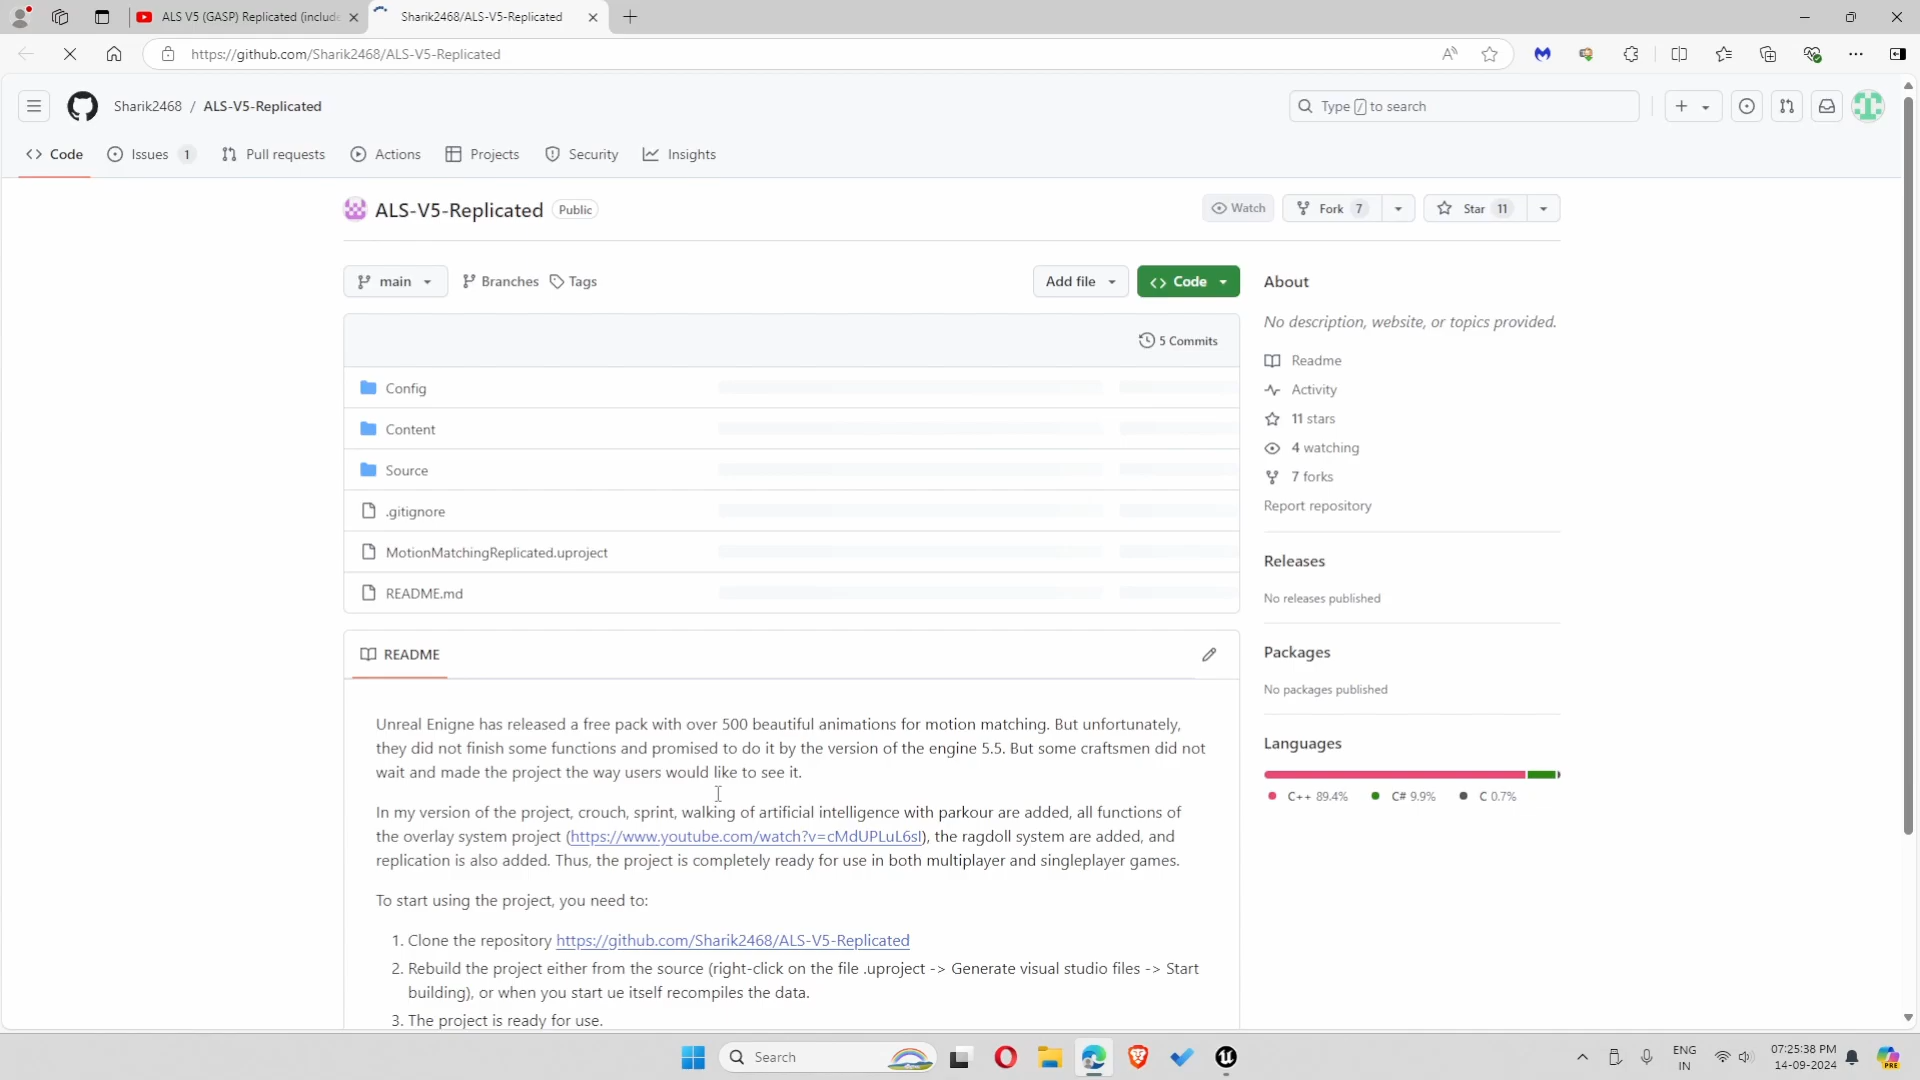 ALS V5 (GASP) Replicated (include
Sharik2468/ALS-V5-Replicated
https://github.com/Sharik2468/ALS-V5-Replicated
Sharik2468 / ALS-V5-Replicated
Type / to search
Code
Issues 1
Pull requests
Actions
Projects
Security
Insights
ALS-V5-Replicated Public
Watch
Fork 7
Star 11
main
Branches
Tags
Add file
Code
About
No description, website, or topics provided.
5 Commits
Config
Content
Source
.gitignore
MotionMatchingReplicated.uproject
README.md
Readme
Activity
11 stars
4 watching
7 forks
Report repository
Releases
No releases published
Packages
No packages published
Languages
C++ 89.4%
C# 9.9%
C 0.7%
README
Unreal Enigne has released a free pack with over 500 beautiful animations for motion matching. But unfortunately,
they did not finish some functions and promised to do it by the version of the engine 5.5. But some craftsmen did not
wait and made the project the way users would like to see it.
In my version of the project, crouch, sprint, walking of artificial intelligence with parkour are added, all functions of
the overlay system project (https://www.youtube.com/watch?v=cMdUPLuL6sI), the ragdoll system are added, and
replication is also added. Thus, the project is completely ready for use in both multiplayer and singleplayer games.
To start using the project, you need to:
1. Clone the repository https://github.com/Sharik2468/ALS-V5-Replicated
2. Rebuild the project either from the source (right-click on the file .uproject -> Generate visual studio files -> Start
building), or when you start ue itself recompiles the data.
3. The project is ready for use.
Search
ENG
IN
07:25:38 PM
14-09-2024
PRE